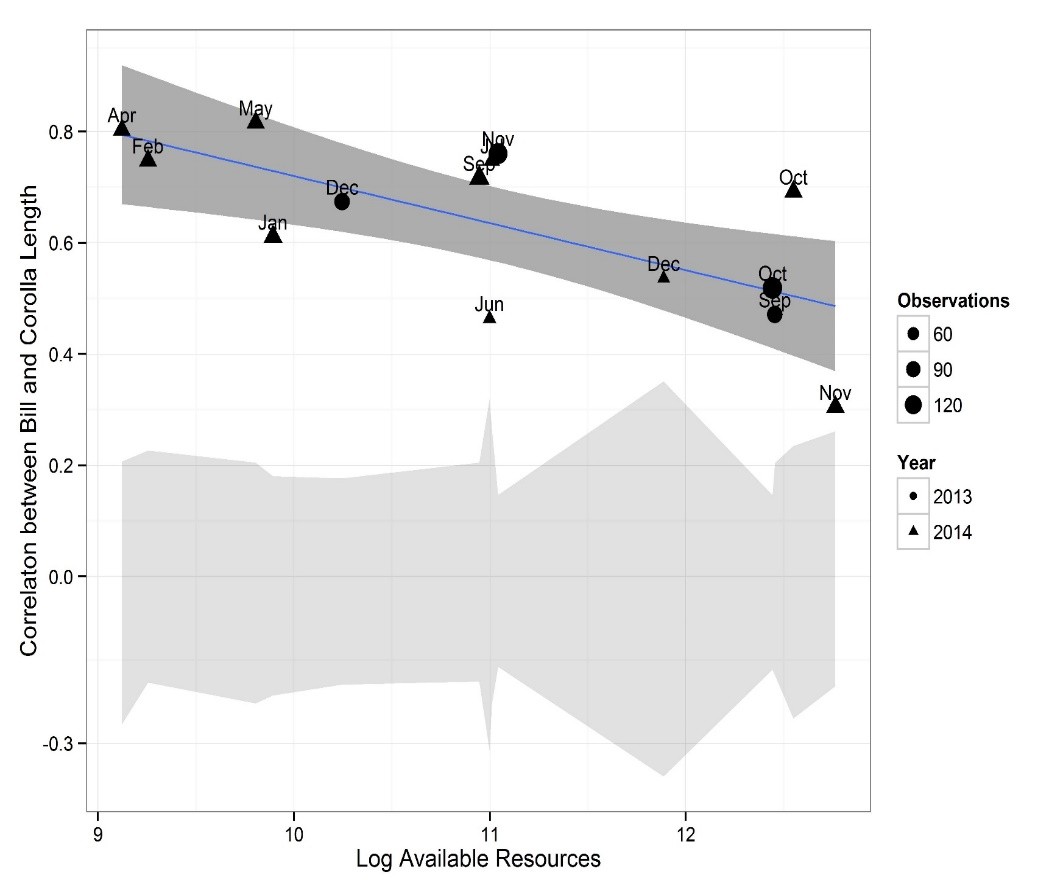 Correlaton between Bill and Corolla Length
0.8
0.6
0.4
0.2
0.0
-0.3
Apr
Feb
May
Jan
Dec
Nov
Sep
Jun
Oct
Dec
Oct
Sep
Nov
9
10
11
12
Log Available Resources
Observations
60
90
120
Year
2013
2014